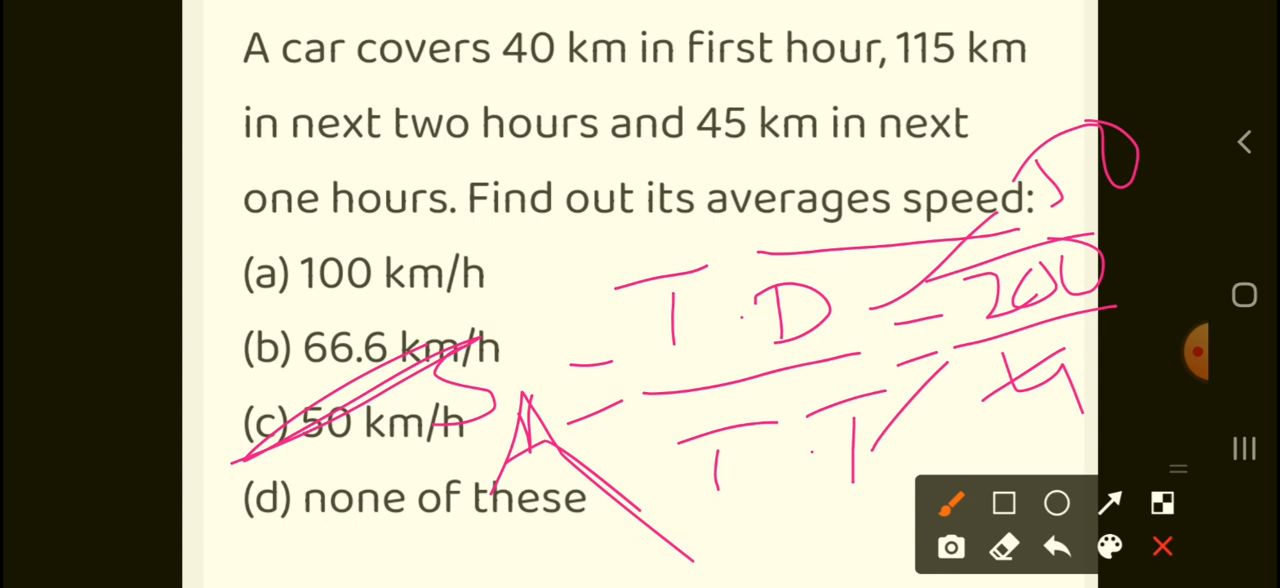 A car covers 40 km in first hour, 115 km
in next two hours and 45 km in next
one hours. Find out its averages speed:
(a) 100 km/h
(b) 66.6 km/h
(c) 50 km/h
(d) none of these
S
A = T.D / T.T = 200 / 4
50